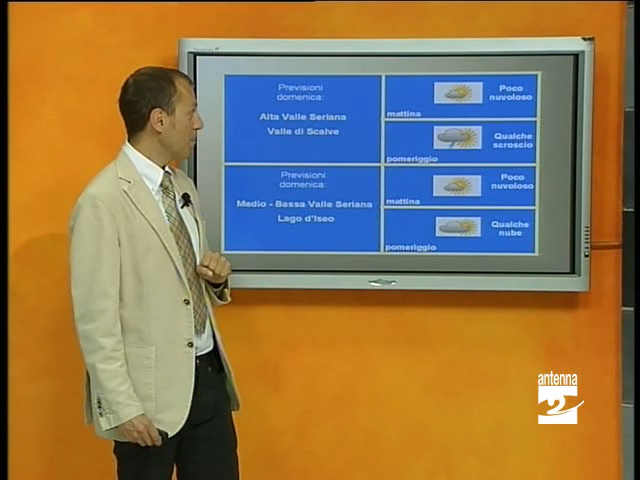 Previsioni
domenica:
Alta Valle Seriana
Valle di Scalve
Poco
nuvoloso
mattina
Qualche
scroscio
pomeriggio
Previsioni
domenica:
Medio - Bassa Valle Seriana
Lago d'Iseo
Poco
nuvoloso
mattina
Qualche
nube
pomeriggio
antenna
2